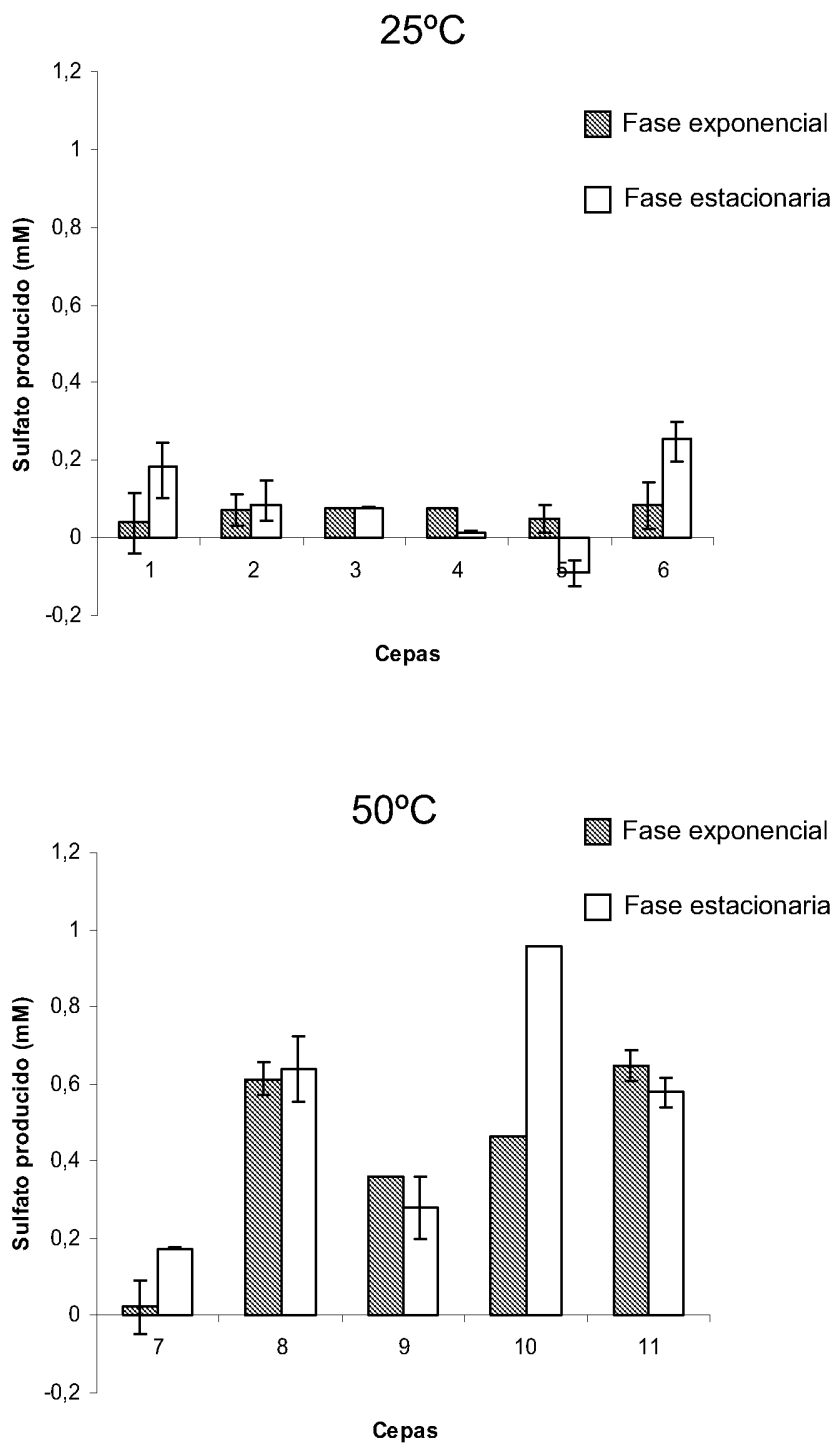 25ºC
1,2
1
0,8
0,6
0,4
0,2
0
-0,2
Sulfato producido (mM)
Fase exponencial
Fase estacionaria
1 2 3 4 5 6
Cepas
50ºC
1,2
1
0,8
0,6
0,4
0,2
0
-0,2
Sulfato producido (mM)
Fase exponencial
Fase estacionaria
7 8 9 10 11
Cepas